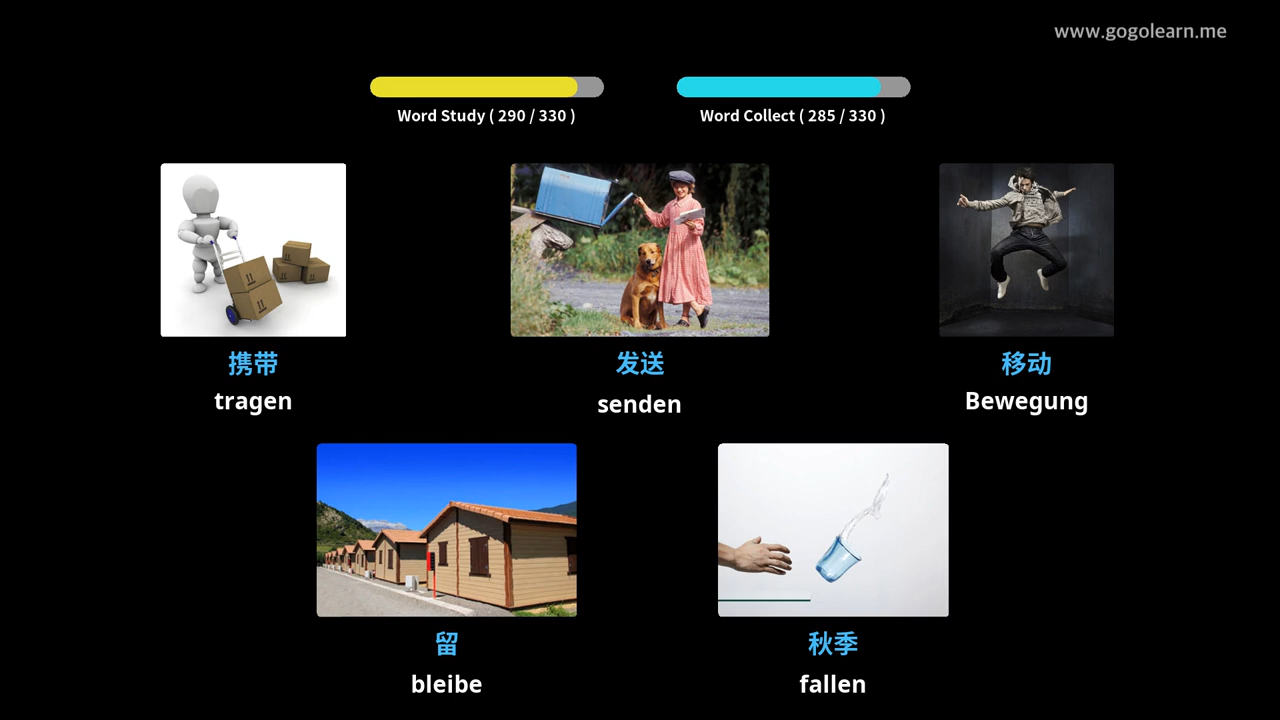 www.gogolearn.me
Word Study ( 290 / 330 )
Word Collect ( 285 / 330 )
携带
tragen
发送
senden
移动
Bewegung
留
bleibe
秋季
fallen